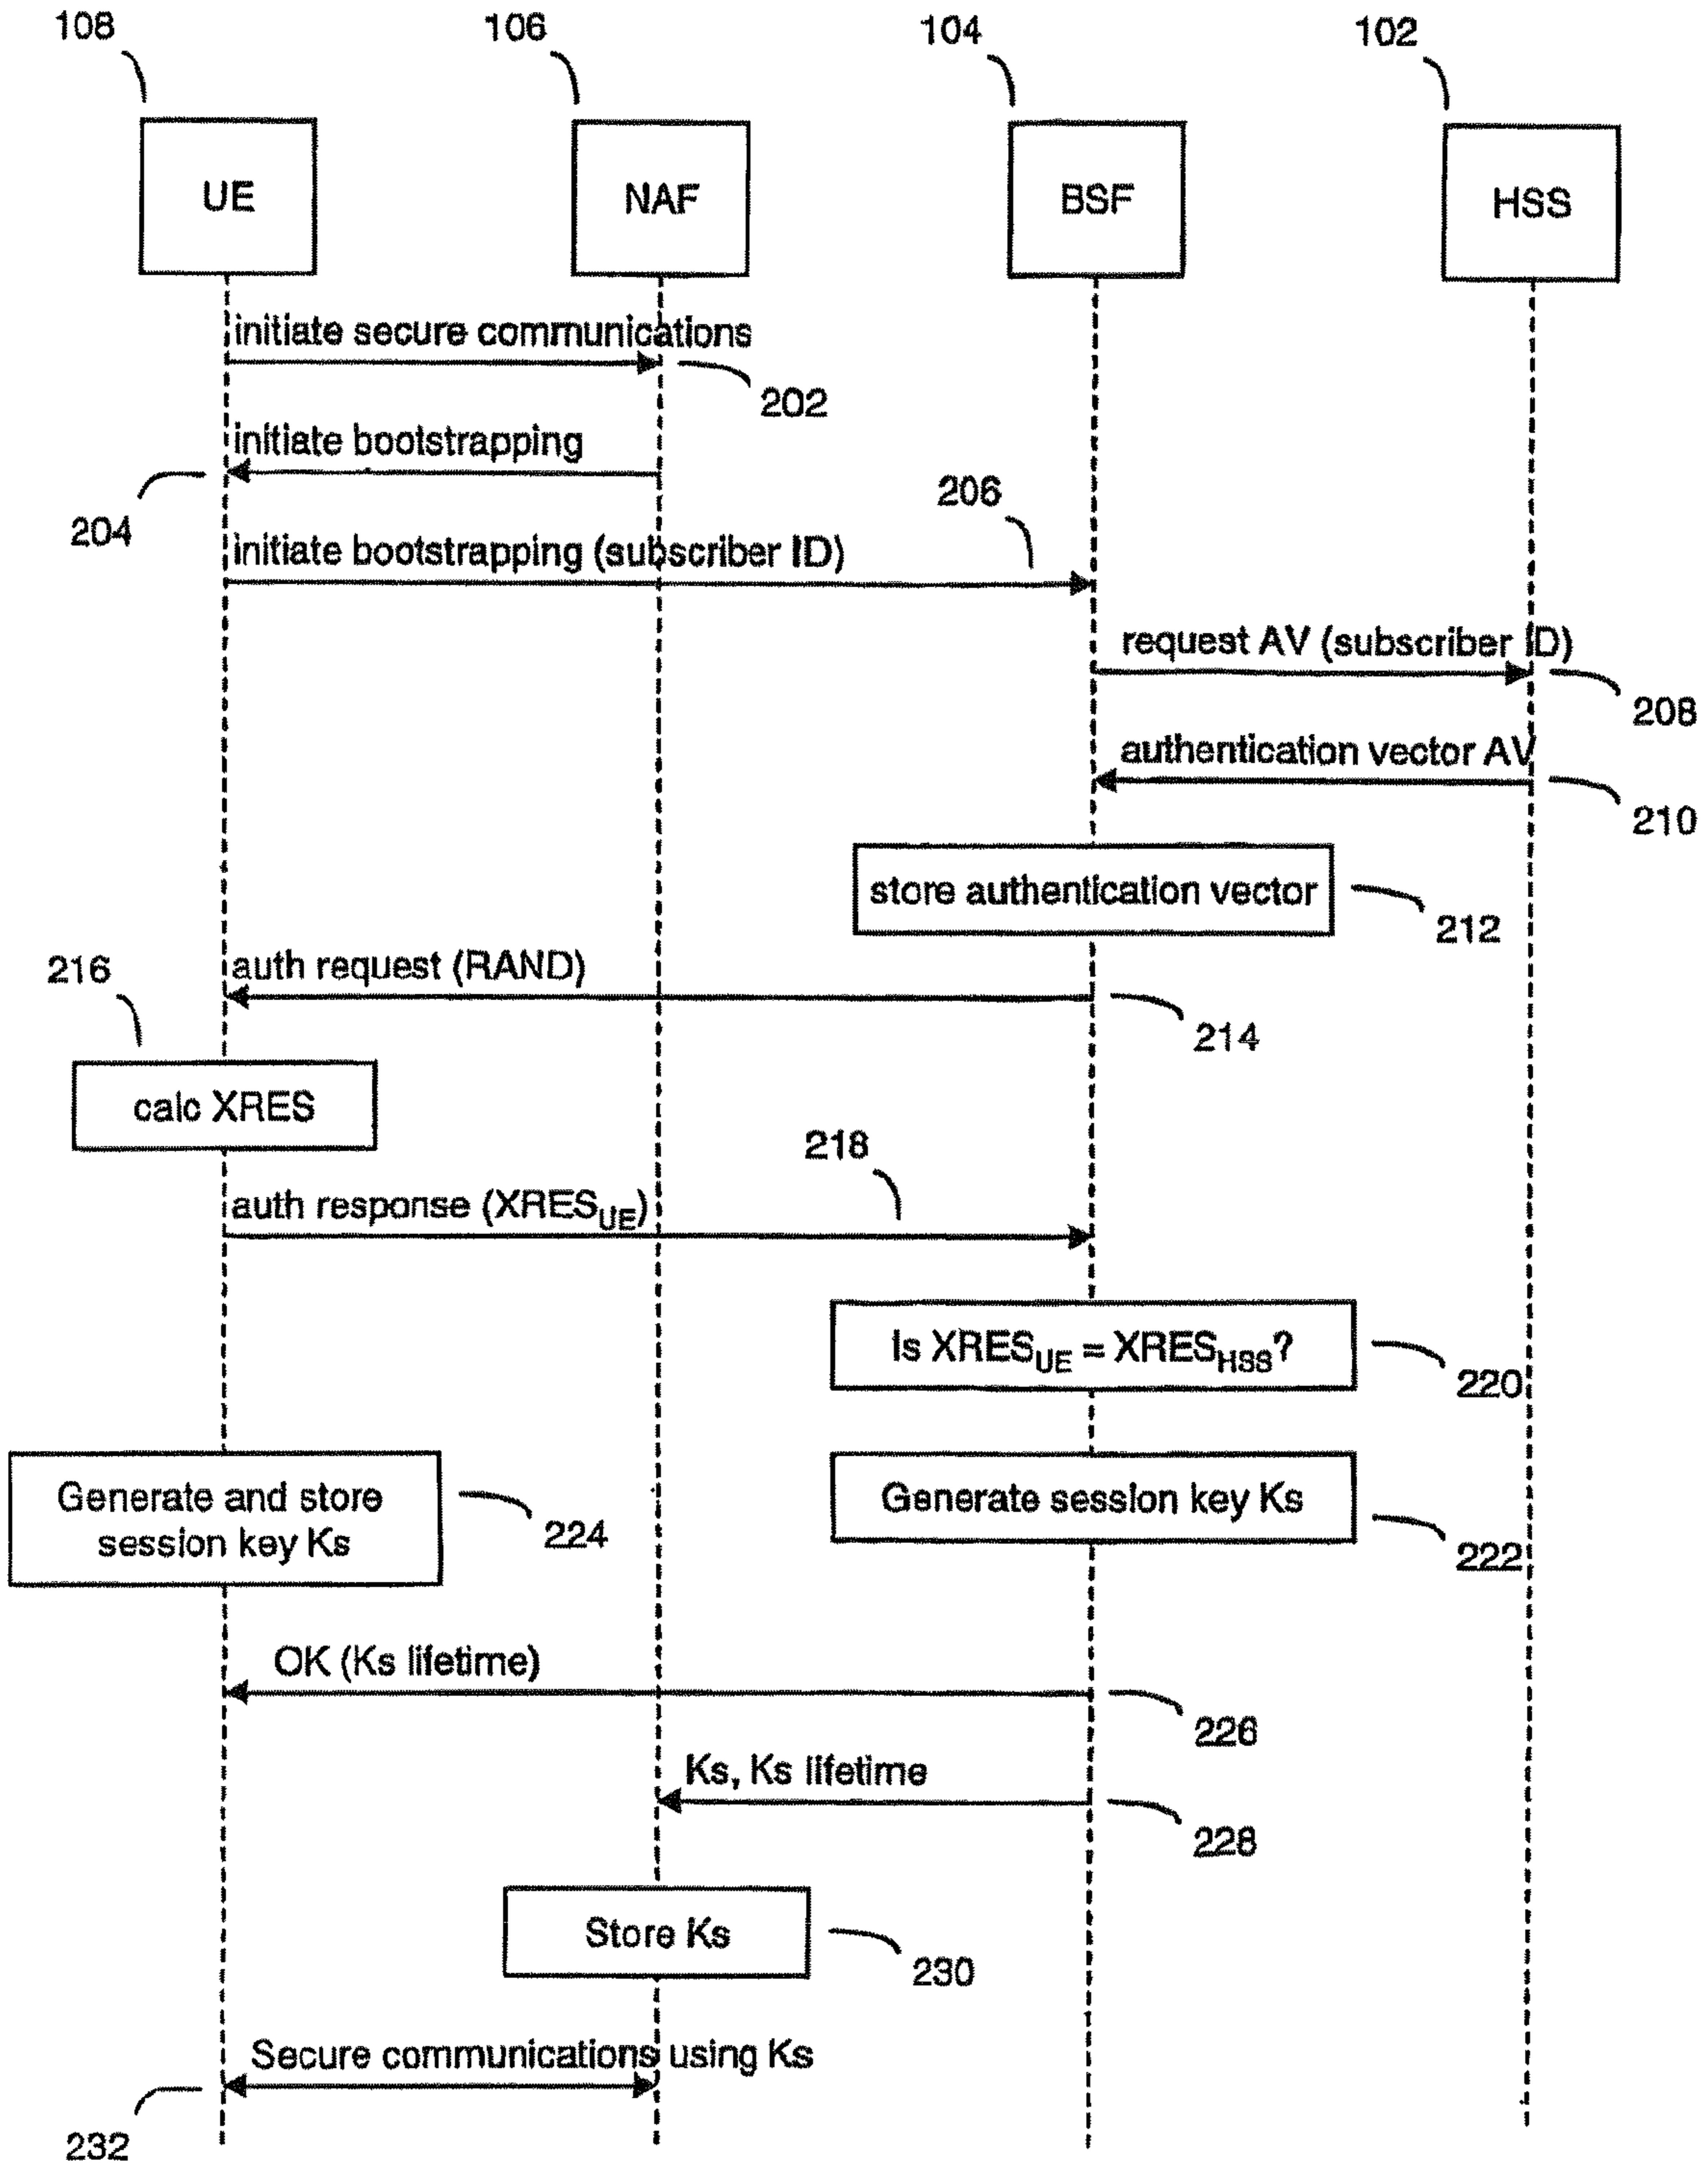 108
106
104
102
UE
NAF
BSF
HSS
initiate secure communications
202
initiate bootstrapping
204
206
initiate bootstrapping (subscriber ID)
request AV (subscriber ID)
208
authentication vector AV
210
store authentication vector
212
216
auth request (RAND)
214
calc XRES
218
auth response (XRESUE)
Is XRESUE = XRESHSS?
220
Generate and store
session key Ks
224
Generate session key Ks
222
OK (Ks lifetime)
226
Ks, Ks lifetime
228
Store Ks
230
Secure communications using Ks
232